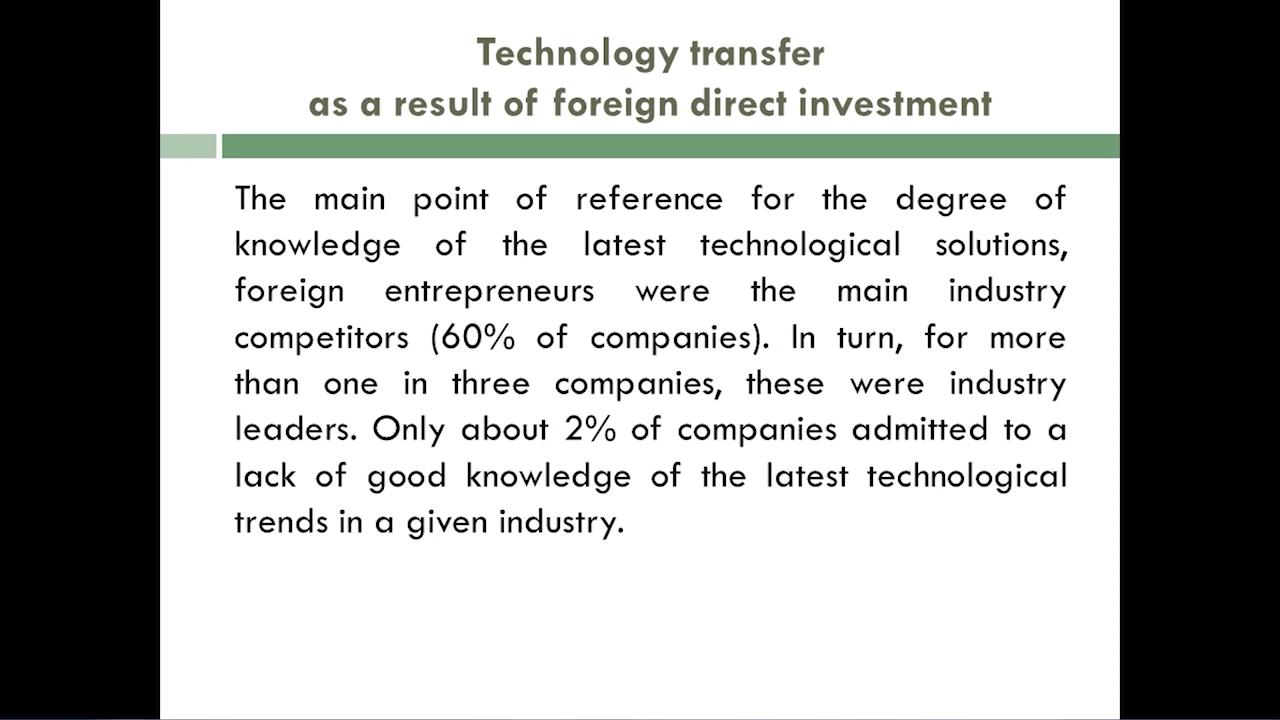 Technology transfer
as a result of foreign direct investment
The main point of reference for the degree of
knowledge of the latest technological solutions,
foreign entrepreneurs were the main industry
competitors (60% of companies). In turn, for more
than one in three companies, these were industry
leaders. Only about 2% of companies admitted to a
lack of good knowledge of the latest technological
trends in a given industry.